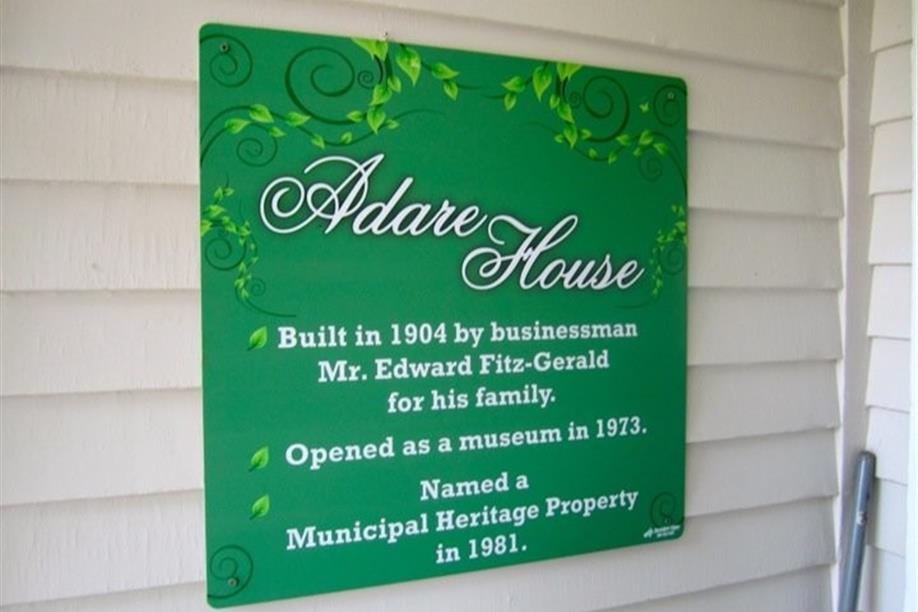 Adare
House
Built in 1904 by businessman
Mr. Edward Fitz-Gerald
for his family.
Opened as a museum in 1973.
Named a
Municipal Heritage Property
in 1981.